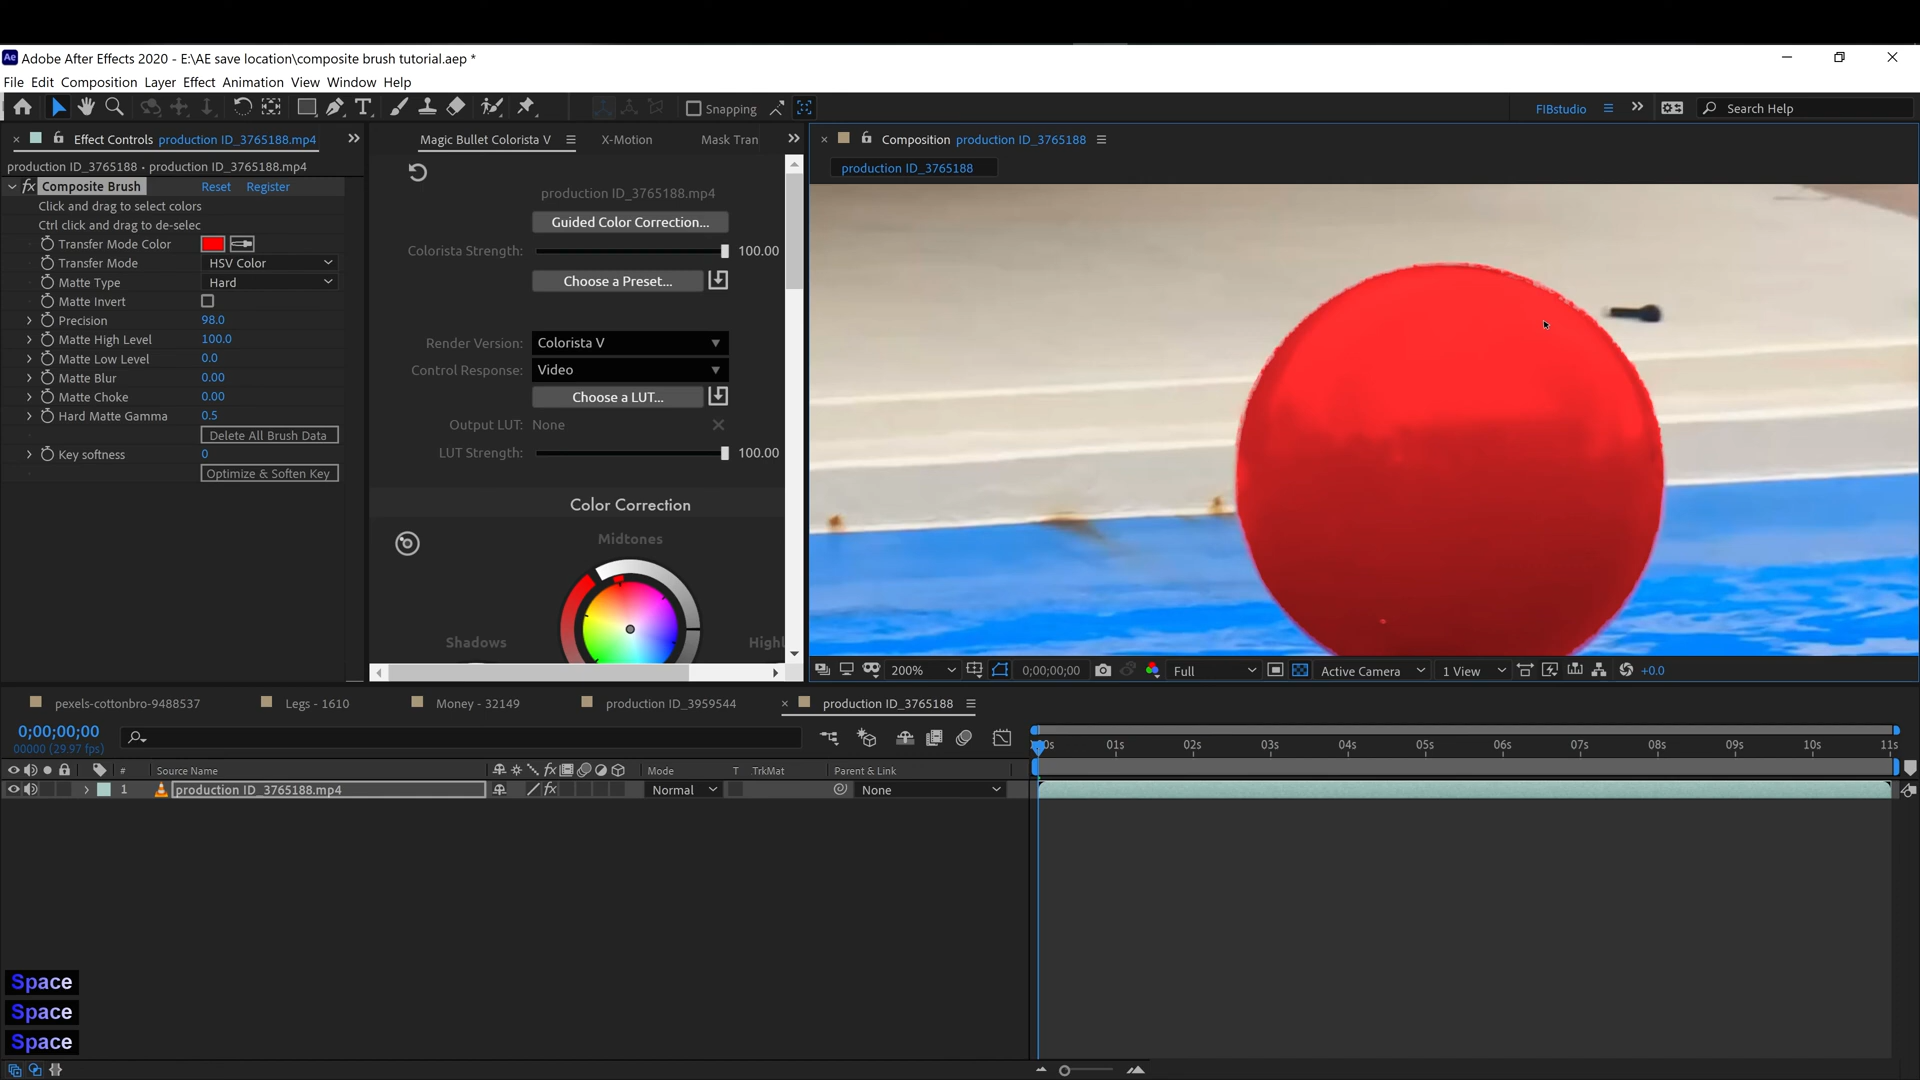 Ae Adobe After Effects 2020 - E:\AE save location\composite brush tutorial.aep *
File Edit Composition Layer Effect Animation View Window Help
Snapping
FIBstudio
Search Help
Effect Controls production ID_3765188.mp4
production ID_3765188 • production ID_3765188.mp4
fx Composite Brush Reset Register
Click and drag to select colors
Ctrl click and drag to de-selec
Transfer Mode Color
Transfer Mode HSV Color
Matte Type Hard
Matte Invert
Precision 98.0
Matte High Level 100.0
Matte Low Level 0.0
Matte Blur 0.00
Matte Choke 0.00
Hard Matte Gamma 0.5
Delete All Brush Data
Key softness 0
Optimize & Soften Key
Magic Bullet Colorista V X-Motion Mask Tran
production ID_3765188.mp4
Guided Color Correction...
Colorista Strength: 100.00
Choose a Preset...
Render Version: Colorista V
Control Response: Video
Choose a LUT...
Output LUT: None
LUT Strength: 100.00
Color Correction
Midtones
Shadows Highl
Composition production ID_3765188
production ID_3765188
200% 0;00;00;00 Full Active Camera 1 View +0.0
pexels-cottonbro-9488537 Legs - 1610 Money - 32149 production ID_3959544 production ID_3765188
0;00;00;00
00000 (29.97 fps)
00s 01s 02s 03s 04s 05s 06s 07s 08s 09s 10s 11s
# Source Name fx Mode T .TrkMat Parent & Link
1 production ID_3765188.mp4 fx Normal None
Space
Space
Space